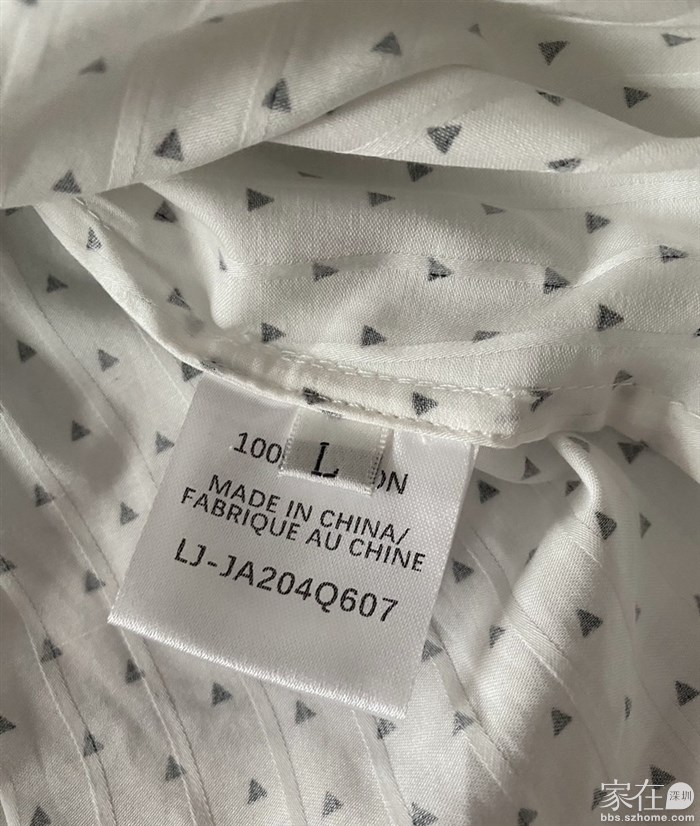 100
L
ON
MADE IN CHINA/
FABRIQUE AU CHINE
LJ-JA204Q607
家在深圳
bbs.szhome.com